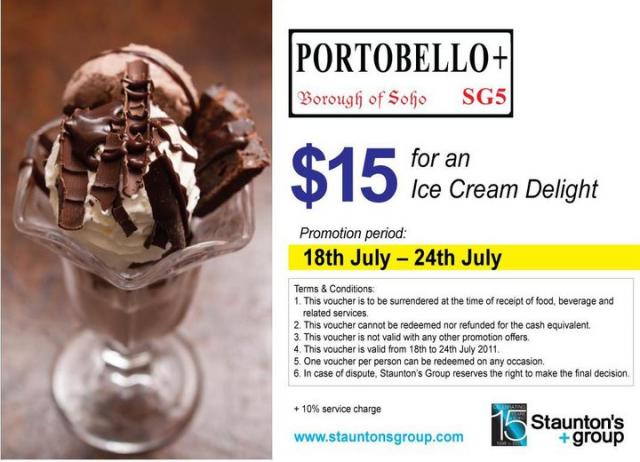 PORTOBELLO+
Borough of Soho SG5
$15 for an
Ice Cream Delight
Promotion period:
18th July – 24th July
Terms & Conditions:
1. This voucher is to be surrendered at the time of receipt of food, beverage and
related services.
2. This voucher cannot be redeemed nor refunded for the cash equivalent.
3. This voucher is not valid with any other promotion offers.
4. This voucher is valid from 18th to 24th July 2011.
5. One voucher per person can be redeemed on any occasion.
6. In case of dispute, Staunton's Group reserves the right to make the final decision.
+ 10% service charge
www.stauntonsgroup.com
CELEBRATING
15
Staunton's
+group